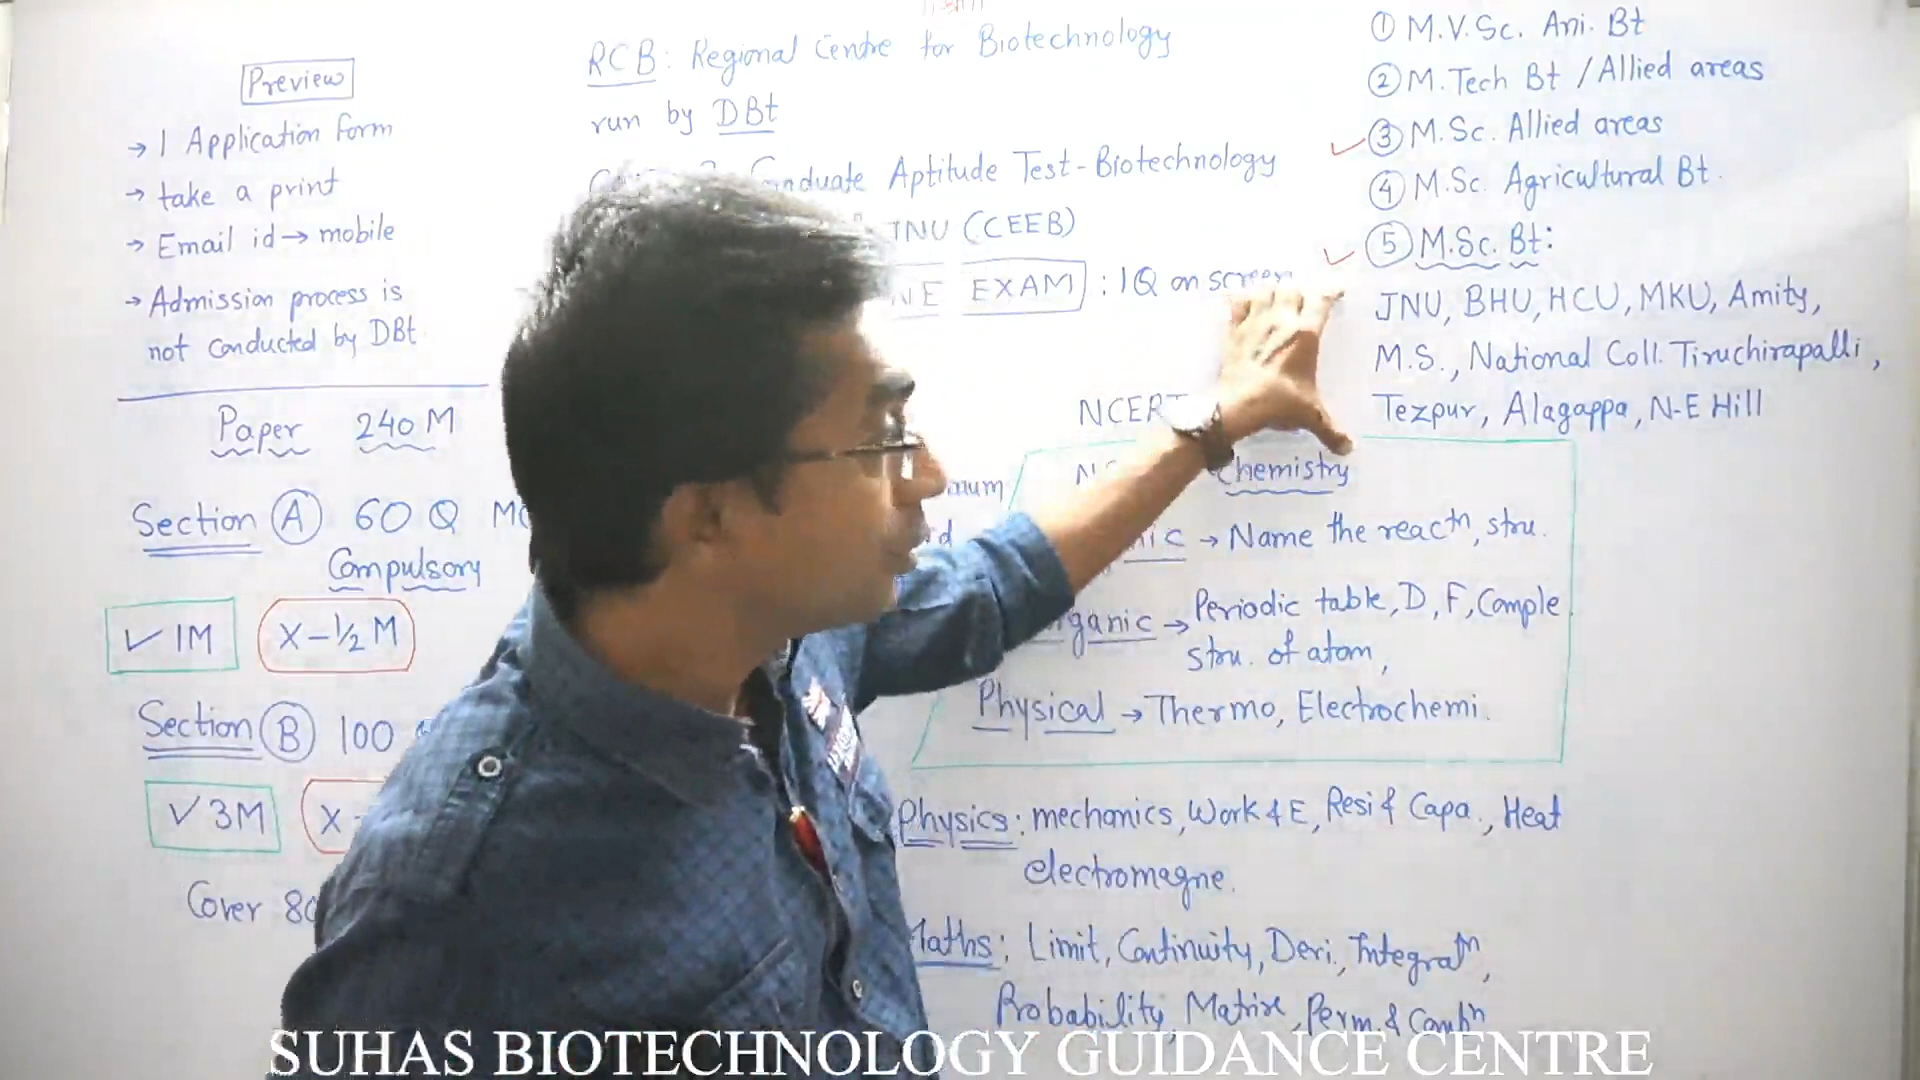 Preview
→ 1 Application form
→ take a print
→ Email id → mobile
→ Admission process is
not conducted by DBt.
Paper 240 M
Section A 60 Q
Compulsory
✓ 1M X - 1/2 M
Section B 100
✓ 3M X -
Cover
RCB: Regional Centre for Biotechnology
run by DBt
Aptitude Test - Biotechnology
JNU (CEEB)
EXAM : 1Q on screen
NCERT
Chemistry
→ Name the reactn, stru.
→ Periodic table, D, F, Comple
stru. of atom,
Physical → Thermo, Electrochemi.
Physics: mechanics, Work & E, Resi & Capa., Heat
electromagne.
Maths: Limit, Continuity, Deri., Integratn,
Probability, Matrix, Perm. & Combn
① M.V.Sc. Ani. Bt
② M.Tech Bt / Allied areas
✓ ③ M.Sc. Allied areas
④ M.Sc. Agricultural Bt.
✓ ⑤ M.Sc. Bt:
JNU, BHU, HCU, MKU, Amity,
M.S., National Coll. Tiruchirapalli,
Tezpur, Alagappa, N-E Hill
SUHAS BIOTECHNOLOGY GUIDANCE CENTRE